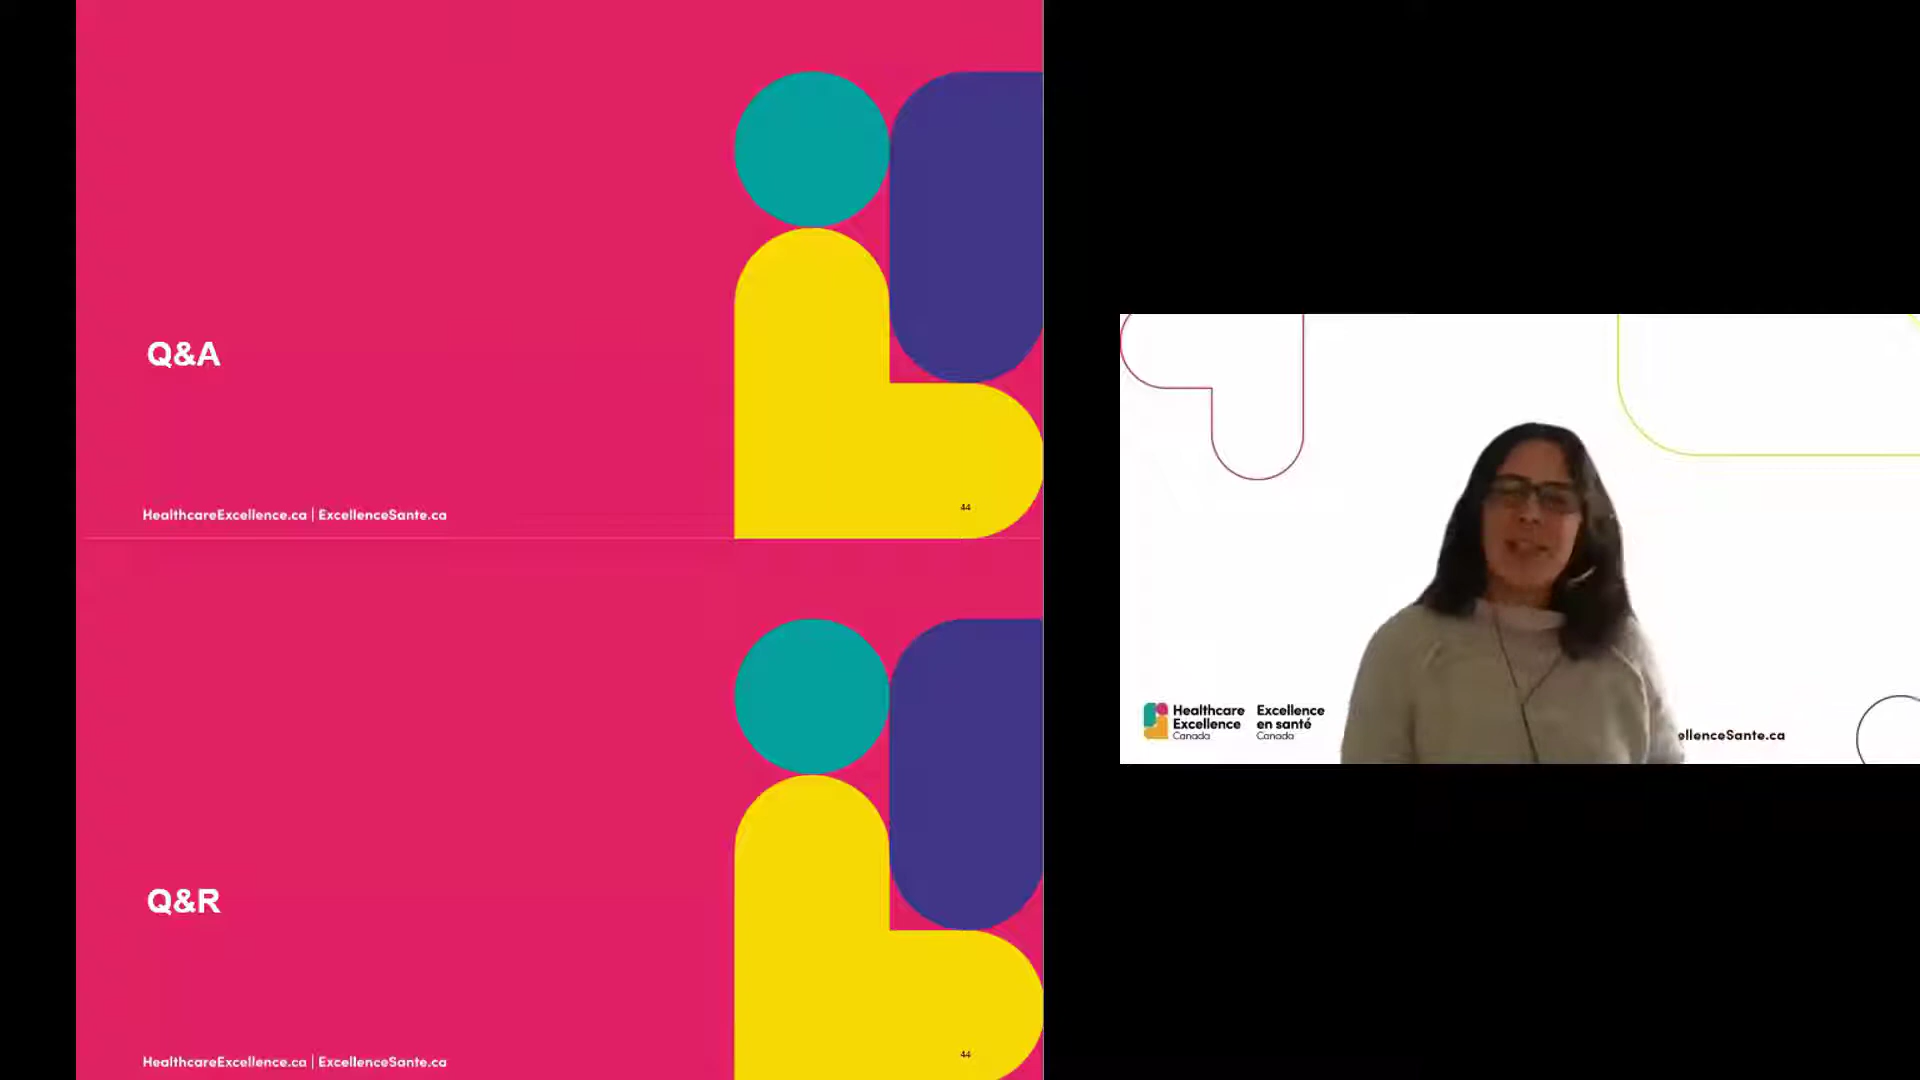 Q&A
HealthcareExcellence.ca | ExcellenceSante.ca
44
Q&R
HealthcareExcellence.ca | ExcellenceSante.ca
44
Healthcare
Excellence
Canada
Excellence
en santé
Canada
ellenceSante.ca